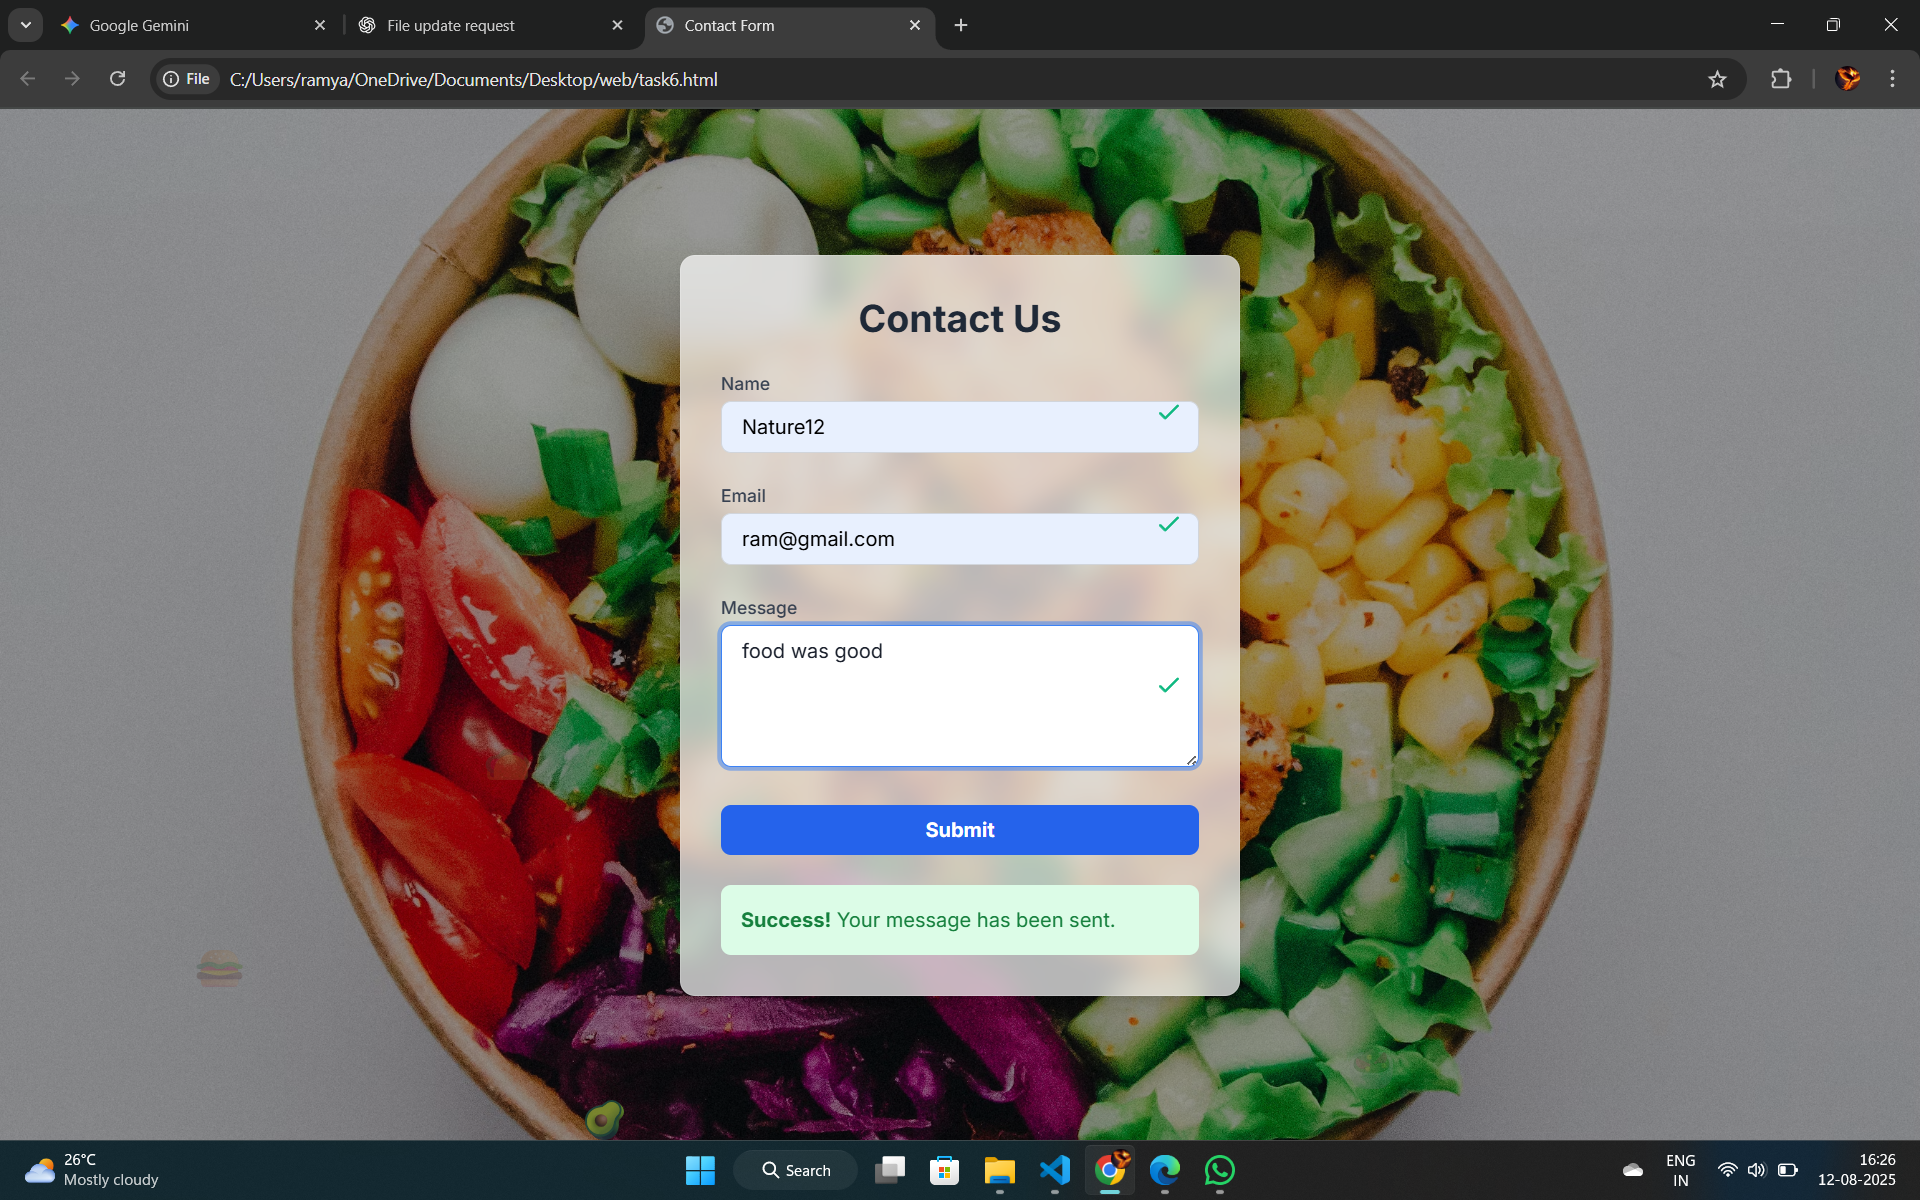 Google Gemini
File update request
Contact Form
File
C:/Users/ramya/OneDrive/Documents/Desktop/web/task6.html
Contact Us
Name
Nature12
Email
ram@gmail.com
Message
food was good
Submit
Success! Your message has been sent.
26°C
Mostly cloudy
Search
ENG
IN
16:26
12-08-2025